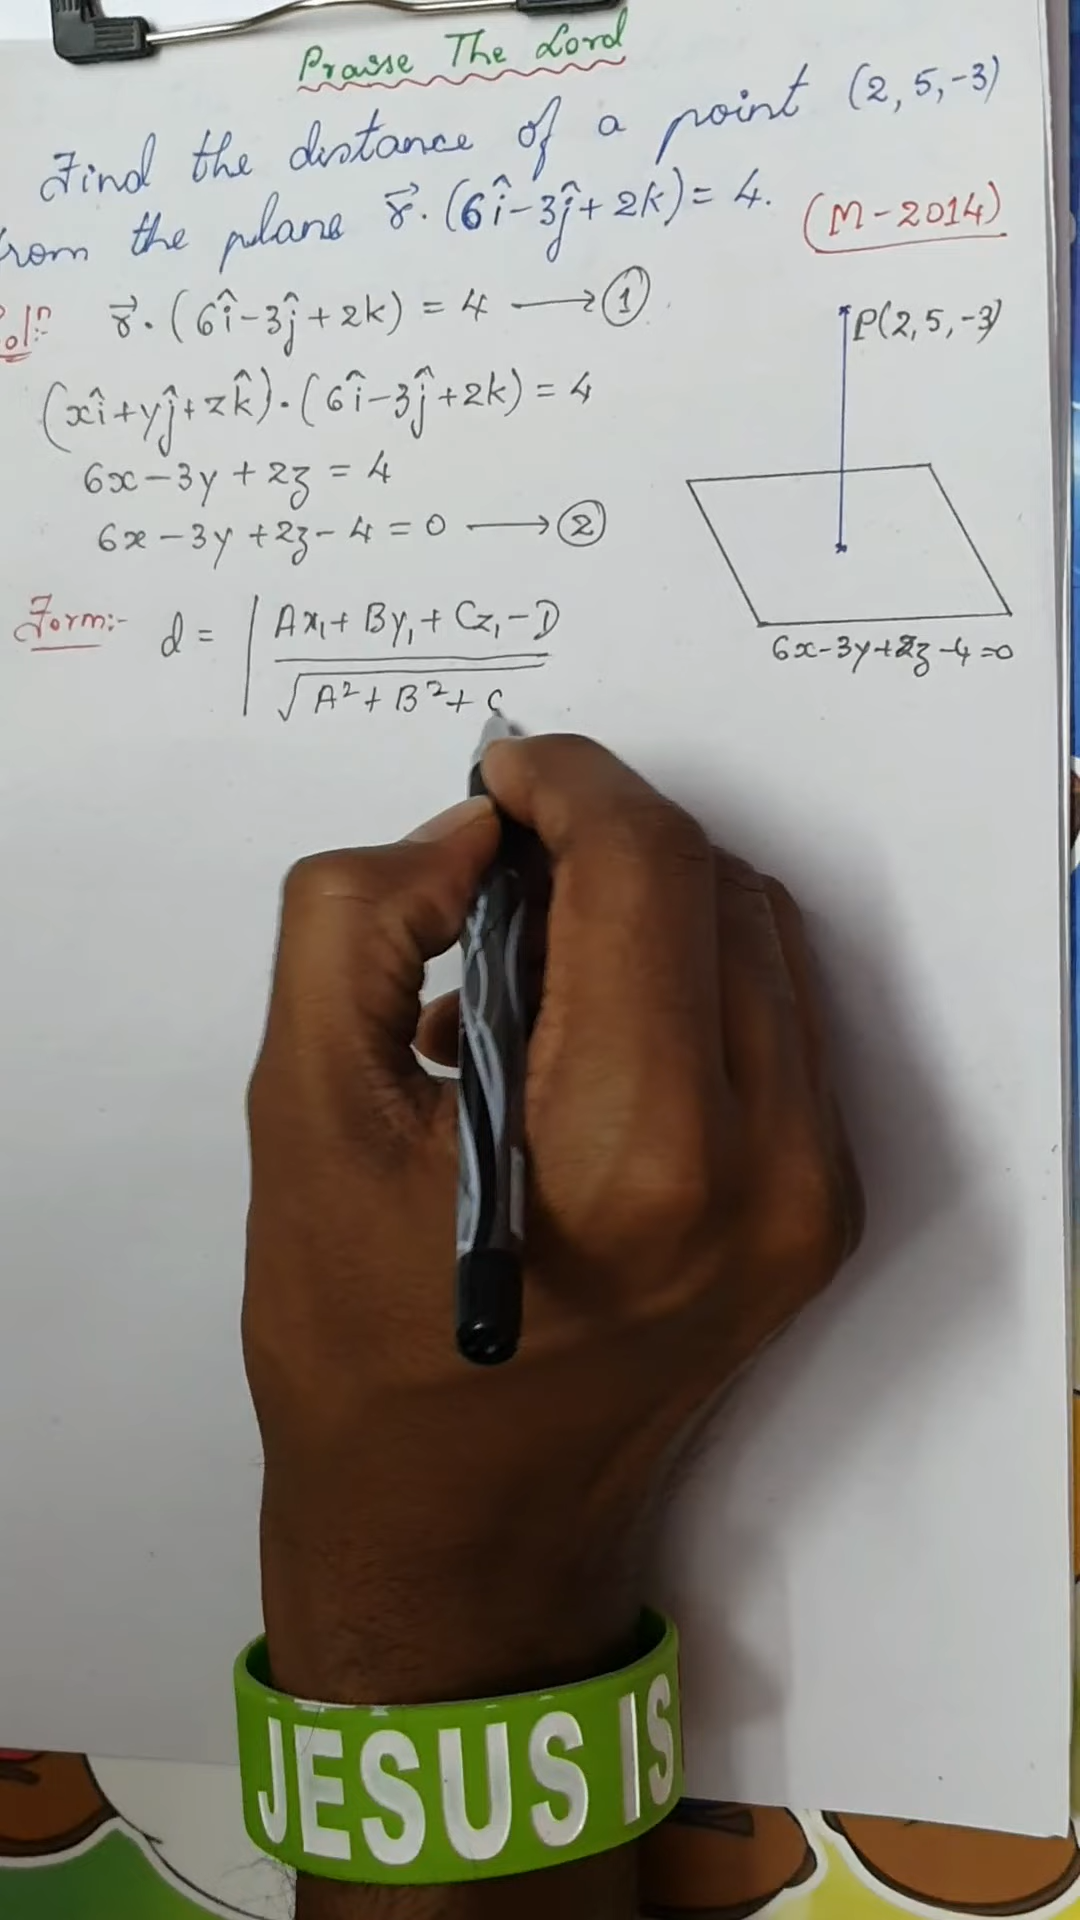 Praise The Lord
Find the distance of a point (2, 5, -3)
from the plane r⃗. (6î - 3ĵ + 2k) = 4. (M - 2014)
Solⁿ:- r⃗. (6î - 3ĵ + 2k) = 4 ⟶ ①
P(2, 5, -3)
(xî + yĵ + zk̂) . (6î - 3ĵ + 2k) = 4
6x - 3y + 2z = 4
6x - 3y + 2z - 4 = 0 ⟶ ②
Form:- d = | Ax₁ + By₁ + Cz₁ - D
√A² + B² + C
6x - 3y + 2z - 4 = 0
JESUS IS